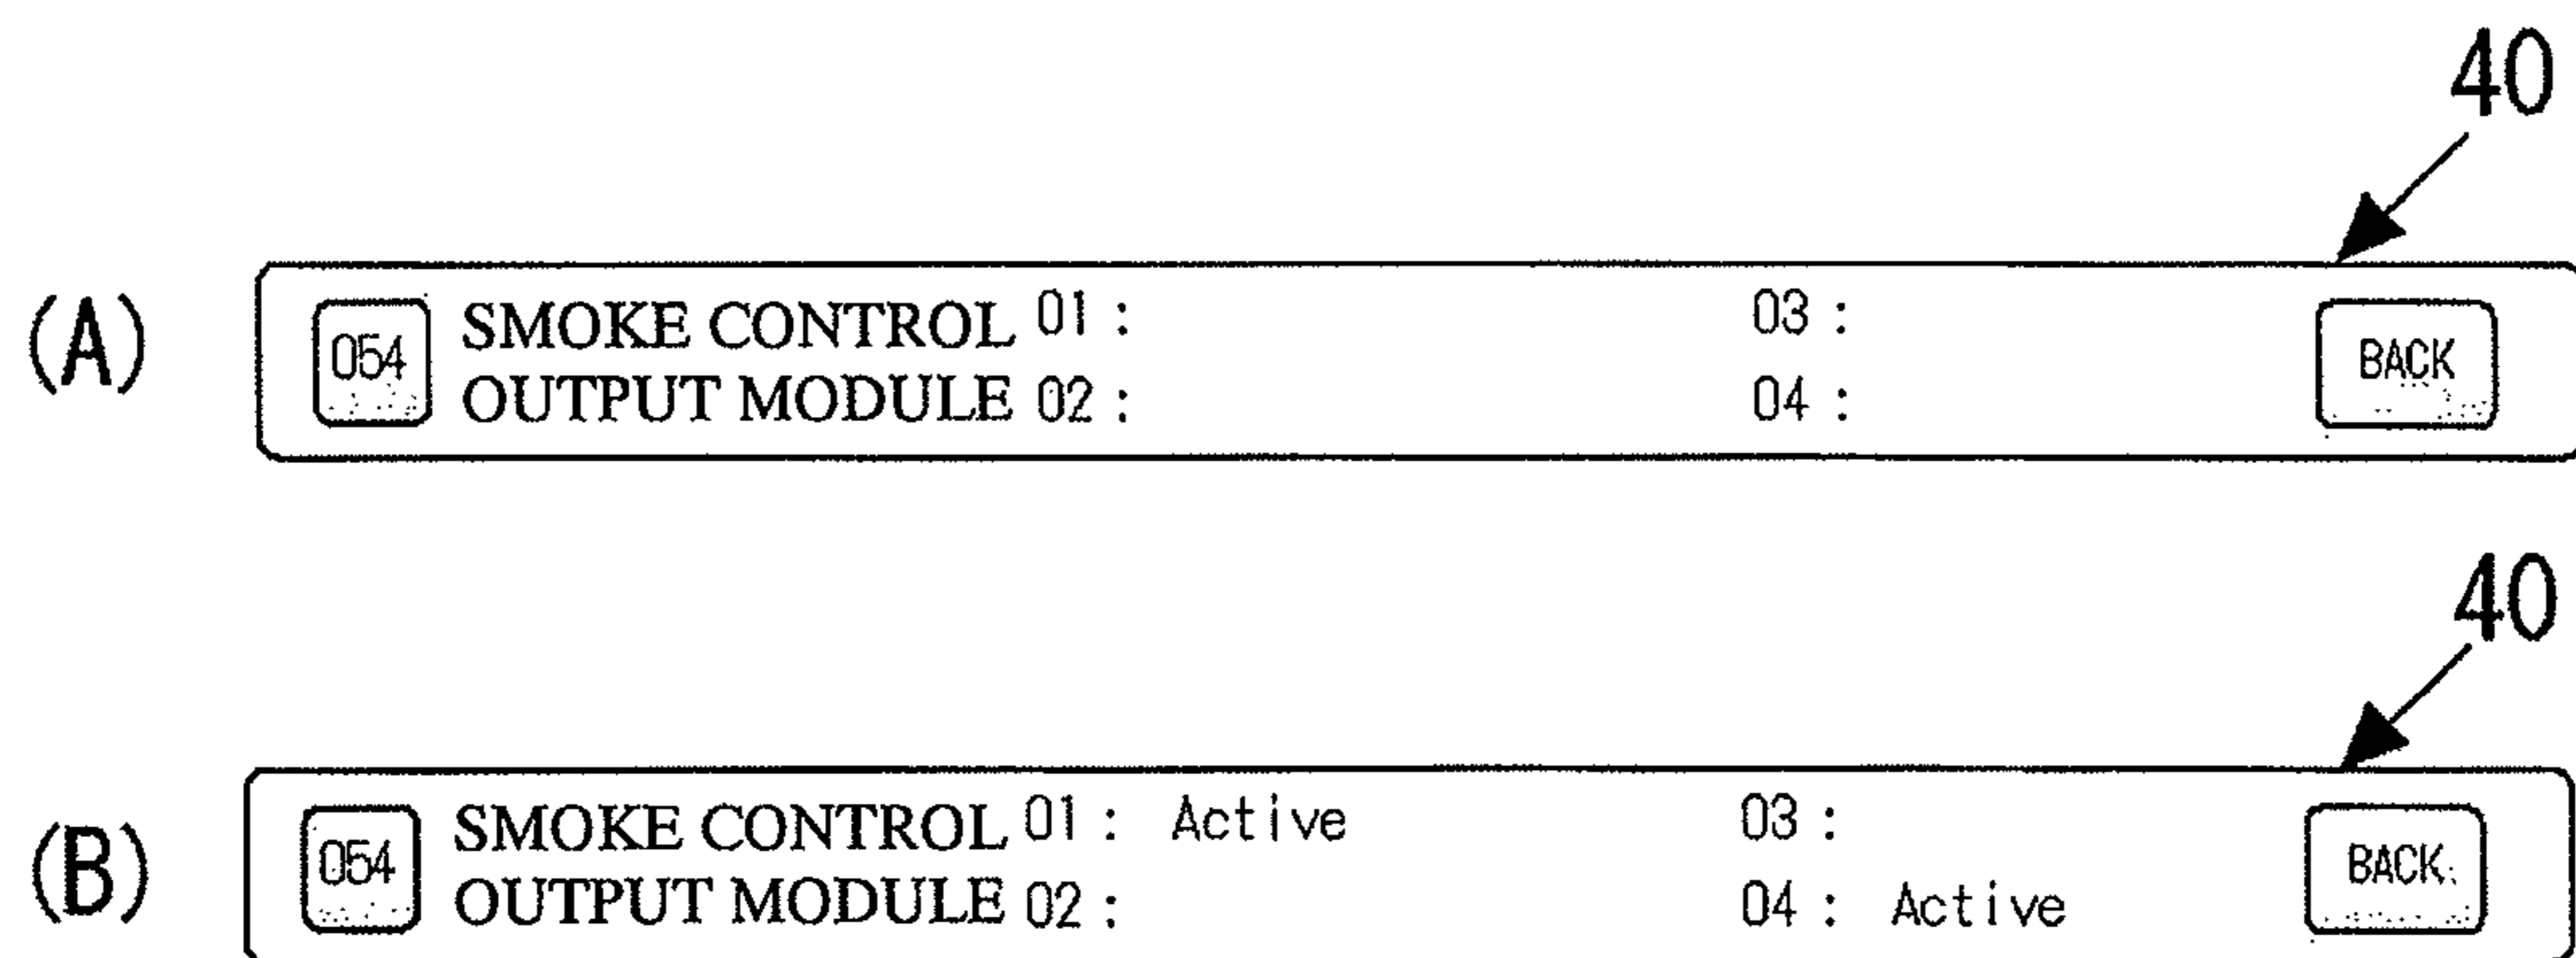 40
(A) 054 SMOKE CONTROL 01 : 03 : BACK
OUTPUT MODULE 02 : 04 :
40
(B) 054 SMOKE CONTROL 01 : Active 03 : BACK
OUTPUT MODULE 02 : 04 : Active